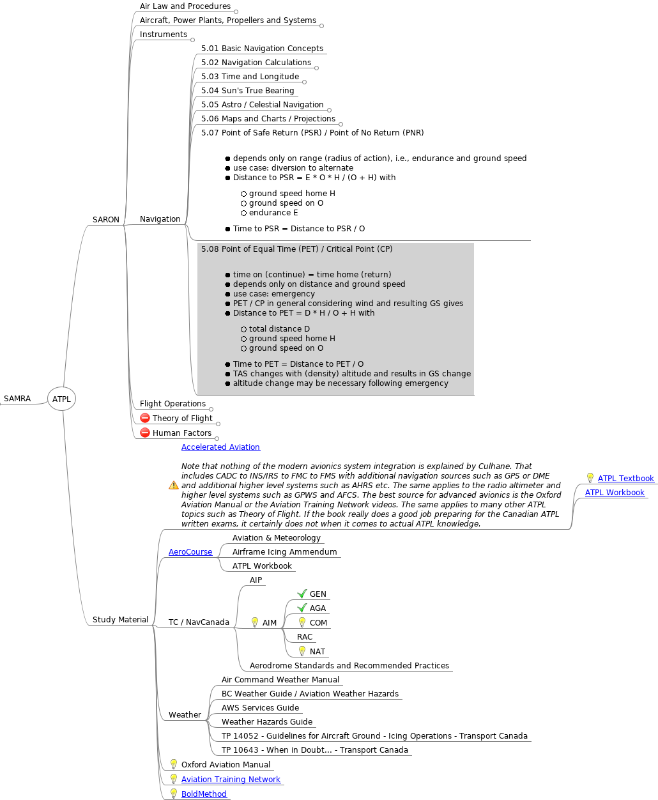 Air Law and Procedures
Aircraft, Power Plants, Propellers and Systems
Instruments
5.01 Basic Navigation Concepts
5.02 Navigation Calculations
5.03 Time and Longitude
5.04 Sun's True Bearing
5.05 Astro / Celestial Navigation
5.06 Maps and Charts / Projections
5.07 Point of Safe Return (PSR) / Point of No Return (PNR)
depends only on range (radius of action), i.e., endurance and ground speed
use case: diversion to alternate
Distance to PSR = E * O * H / (O + H) with
ground speed home H
ground speed on O
endurance E
Time to PSR = Distance to PSR / O
SARON
Navigation
5.08 Point of Equal Time (PET) / Critical Point (CP)
time on (continue) = time home (return)
depends only on distance and ground speed
use case: emergency
PET / CP in general considering wind and resulting GS gives
Distance to PET = D * H / O + H with
total distance D
ground speed home H
ground speed on O
Time to PET = Distance to PET / O
TAS changes with (density) altitude and results in GS change
altitude change may be necessary following emergency
SAMRA
ATPL
Flight Operations
Theory of Flight
Human Factors
Accelerated Aviation
Note that nothing of the modern avionics system integration is explained by Culhane. That
includes CADC to INS/IRS to FMC to FMS with additional navigation sources such as GPS or DME
and additional higher level systems such as AHRS etc. The same applies to the radio altimeter and
higher level systems such as GPWS and AFCS. The best source for advanced avionics is the Oxford
Aviation Manual or the Aviation Training Network videos. The same applies to many other ATPL
topics such as Theory of Flight. If the book really does a good job preparing for the Canadian ATPL
written exams, it certainly does not when it comes to actual ATPL knowledge.
ATPL Textbook
ATPL Workbook
Aviation & Meteorology
AeroCourse
Airframe Icing Ammendum
ATPL Workbook
AIP
GEN
AGA
Study Material
TC / NavCanada
AIM
COM
RAC
NAT
Aerodrome Standards and Recommended Practices
Air Command Weather Manual
BC Weather Guide / Aviation Weather Hazards
AWS Services Guide
Weather
Weather Hazards Guide
TP 14052 - Guidelines for Aircraft Ground - Icing Operations - Transport Canada
TP 10643 - When in Doubt... - Transport Canada
Oxford Aviation Manual
Aviation Training Network
BoldMethod